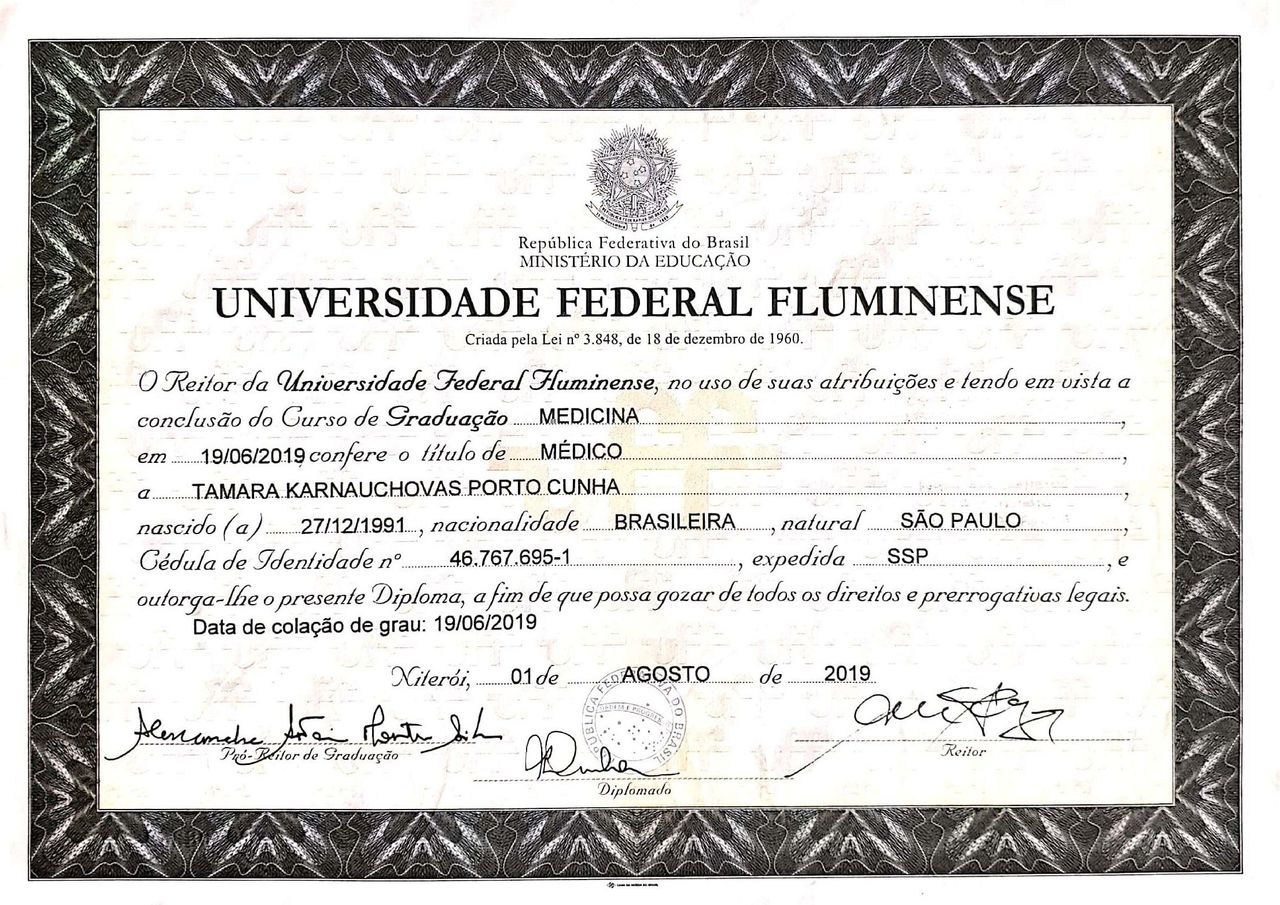 República Federativa do Brasil
MINISTÉRIO DA EDUCAÇÃO
UNIVERSIDADE FEDERAL FLUMINENSE
Criada pela Lei nº 3.848, de 18 de dezembro de 1960.
O Reitor da Universidade Federal Fluminense, no uso de suas atribuições e tendo em vista a
conclusão do Curso de Graduação MEDICINA,
em 19/06/2019 confere o título de MÉDICO,
a TAMARA KARNAUCHOVAS PORTO CUNHA,
nascido (a) 27/12/1991, nacionalidade BRASILEIRA, natural SÃO PAULO,
Cédula de Identidade nº 46.767.695-1, expedida SSP, e
outorga-lhe o presente Diploma, a fim de que possa gozar de todos os direitos e prerrogativas legais.
Data de colação de grau: 19/06/2019
Niterói, 01 de AGOSTO de 2019
Pró-Reitor de Graduação
Reitor
Diplomado